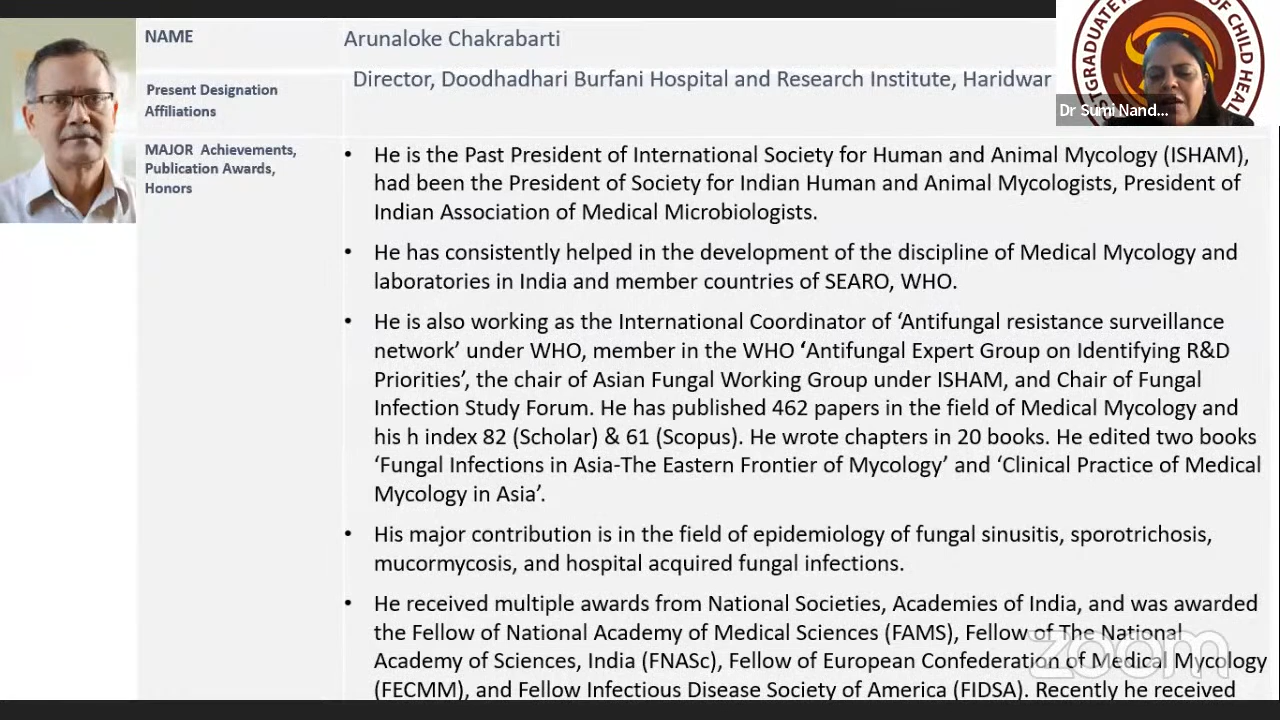 NAME
Arunaloke Chakrabarti
Present Designation
Affiliations
Director, Doodhadhari Burfani Hospital and Research Institute, Haridwar
MAJOR Achievements,
Publication Awards,
Honors
• He is the Past President of International Society for Human and Animal Mycology (ISHAM),
had been the President of Society for Indian Human and Animal Mycologists, President of
Indian Association of Medical Microbiologists.
• He has consistently helped in the development of the discipline of Medical Mycology and
laboratories in India and member countries of SEARO, WHO.
• He is also working as the International Coordinator of ‘Antifungal resistance surveillance
network’ under WHO, member in the WHO ‘Antifungal Expert Group on Identifying R&D
Priorities’, the chair of Asian Fungal Working Group under ISHAM, and Chair of Fungal
Infection Study Forum. He has published 462 papers in the field of Medical Mycology and
his h index 82 (Scholar) & 61 (Scopus). He wrote chapters in 20 books. He edited two books
‘Fungal Infections in Asia-The Eastern Frontier of Mycology’ and ‘Clinical Practice of Medical
Mycology in Asia’.
• His major contribution is in the field of epidemiology of fungal sinusitis, sporotrichosis,
mucormycosis, and hospital acquired fungal infections.
• He received multiple awards from National Societies, Academies of India, and was awarded
the Fellow of National Academy of Medical Sciences (FAMS), Fellow of The National
Academy of Sciences, India (FNASc), Fellow of European Confederation of Medical Mycology
(FECMM), and Fellow Infectious Disease Society of America (FIDSA). Recently he received
Dr Sumi Nand...
OF CHILD HEAL
zoom